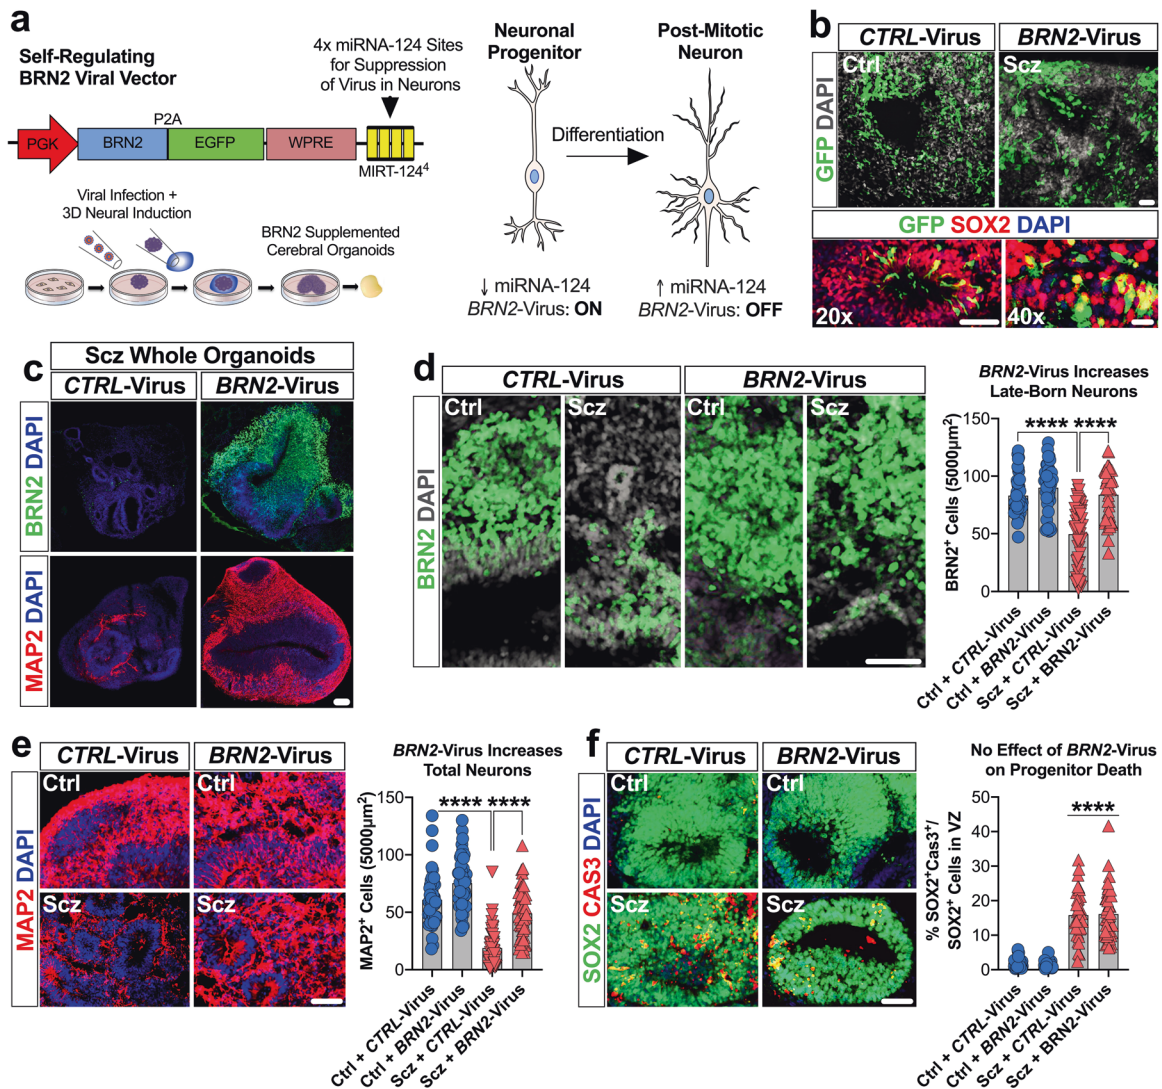 a
Self-Regulating
BRN2 Viral Vector
4x miRNA-124 Sites
for Suppression
of Virus in Neurons
P2A
PGK
BRN2
EGFP
WPRE
MIRT-124⁴
Viral Infection +
3D Neural Induction
BRN2 Supplemented
Cerebral Organoids
Neuronal
Progenitor
Post-Mitotic
Neuron
Differentiation
↓ miRNA-124
BRN2-Virus: ON
↑ miRNA-124
BRN2-Virus: OFF
b
CTRL-Virus
BRN2-Virus
GFP DAPI
Ctrl
Scz
GFP SOX2 DAPI
20x
40x
c
Scz Whole Organoids
CTRL-Virus
BRN2-Virus
BRN2 DAPI
MAP2 DAPI
d
CTRL-Virus
BRN2-Virus
BRN2 DAPI
Ctrl
Scz
Ctrl
Scz
BRN2-Virus Increases
Late-Born Neurons
BRN2⁺ Cells (5000µm²)
150
100
50
0
**** ****
Ctrl + CTRL-Virus
Ctrl + BRN2-Virus
Scz + CTRL-Virus
Scz + BRN2-Virus
e
CTRL-Virus
BRN2-Virus
MAP2 DAPI
Ctrl
Ctrl
Scz
Scz
BRN2-Virus Increases
Total Neurons
MAP2⁺ Cells (50000µm²)
150
100
50
0
**** ****
Ctrl + CTRL-Virus
Ctrl + BRN2-Virus
Scz + CTRL-Virus
Scz + BRN2-Virus
f
CTRL-Virus
BRN2-Virus
SOX2 CAS3 DAPI
Ctrl
Ctrl
Scz
Scz
No Effect of BRN2-Virus
on Progenitor Death
% SOX2⁺Cas3⁺/
SOX2⁺ Cells in VZ
50
40
30
20
10
0
****
Ctrl + CTRL-Virus
Ctrl + BRN2-Virus
Scz + CTRL-Virus
Scz + BRN2-Virus